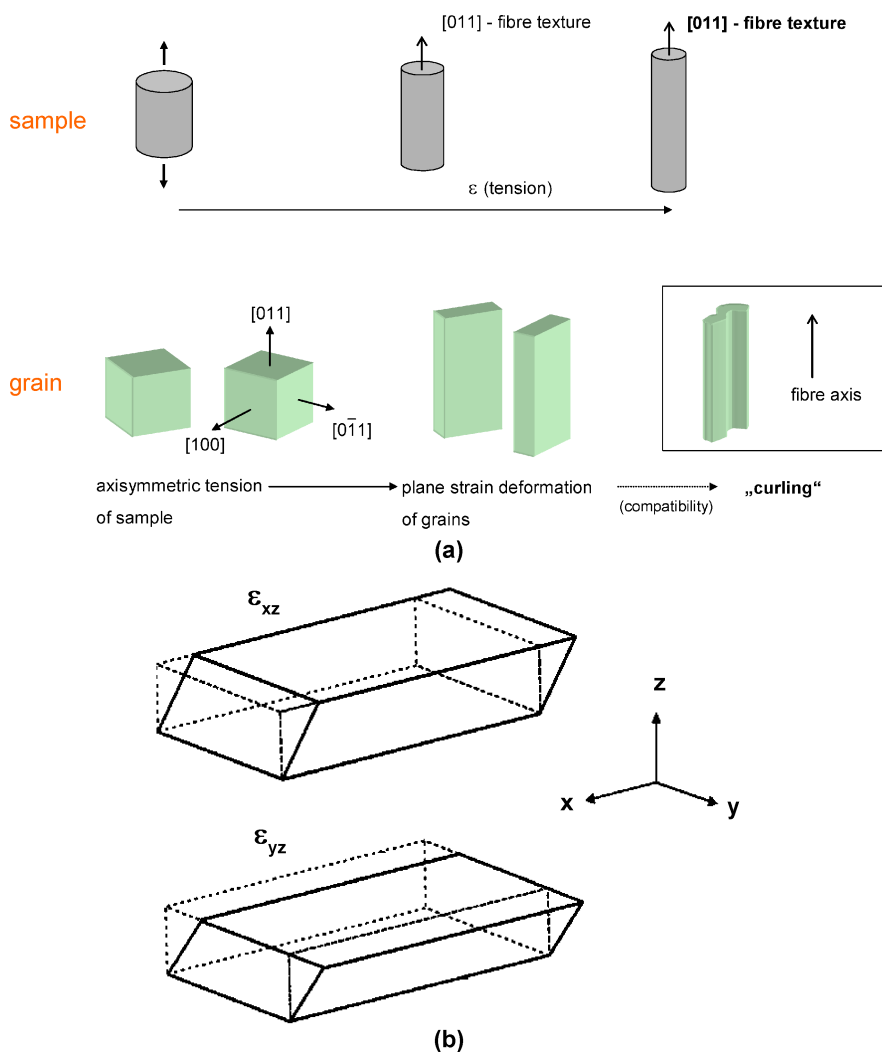 [011] - fibre texture
[011] - fibre texture
sample
ε (tension)
[011]
grain
fibre axis
[100]
[01̄1]
axisymmetric tension
of sample
plane strain deformation
of grains
(compatibility)
„curling“
(a)
εxz
z
x
y
εyz
(b)